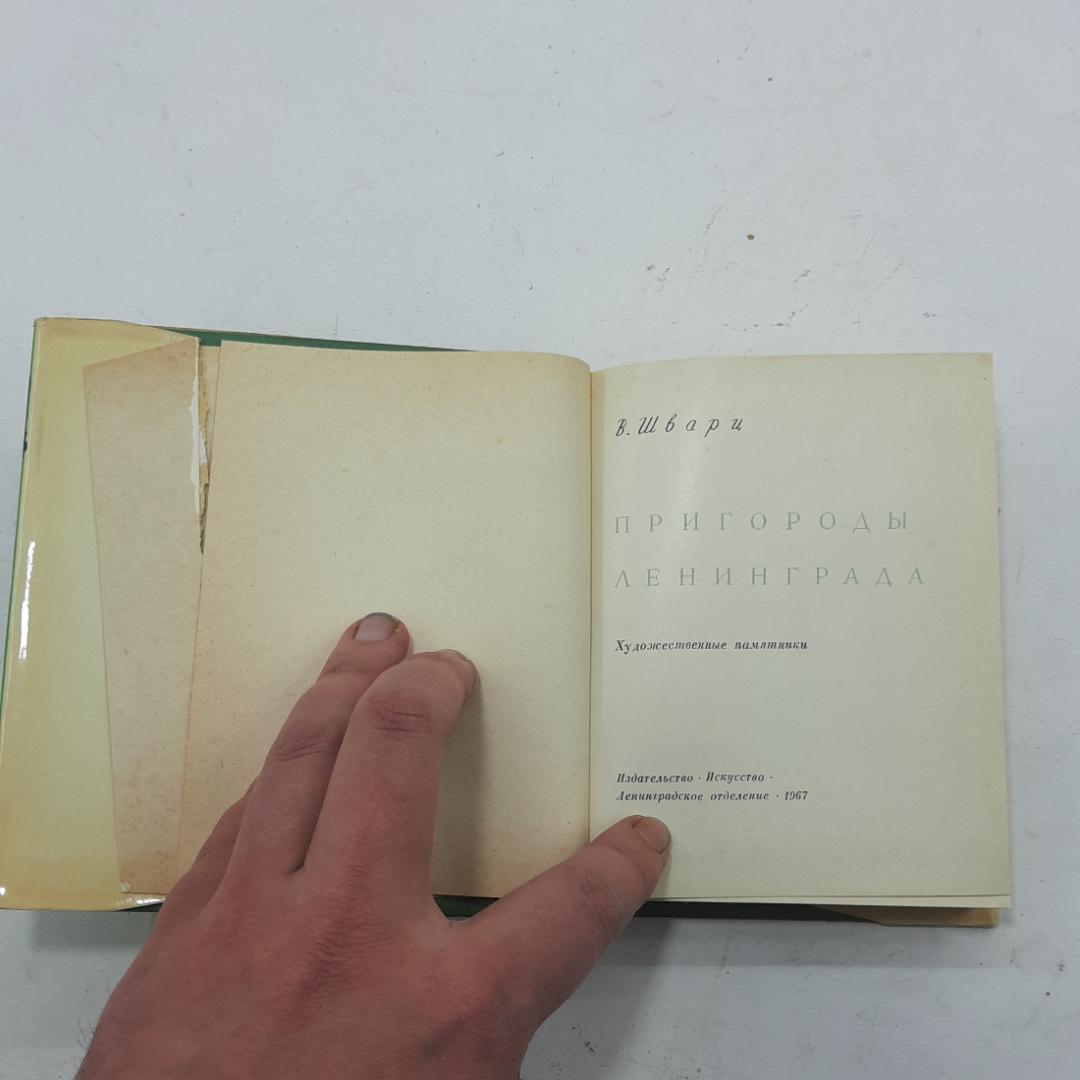 В. Шварц
ПРИГОРОДЫ
ЛЕНИНГРАДА
Художественные памятники
Издательство · Искусство ·
Ленинградское отделение · 1967